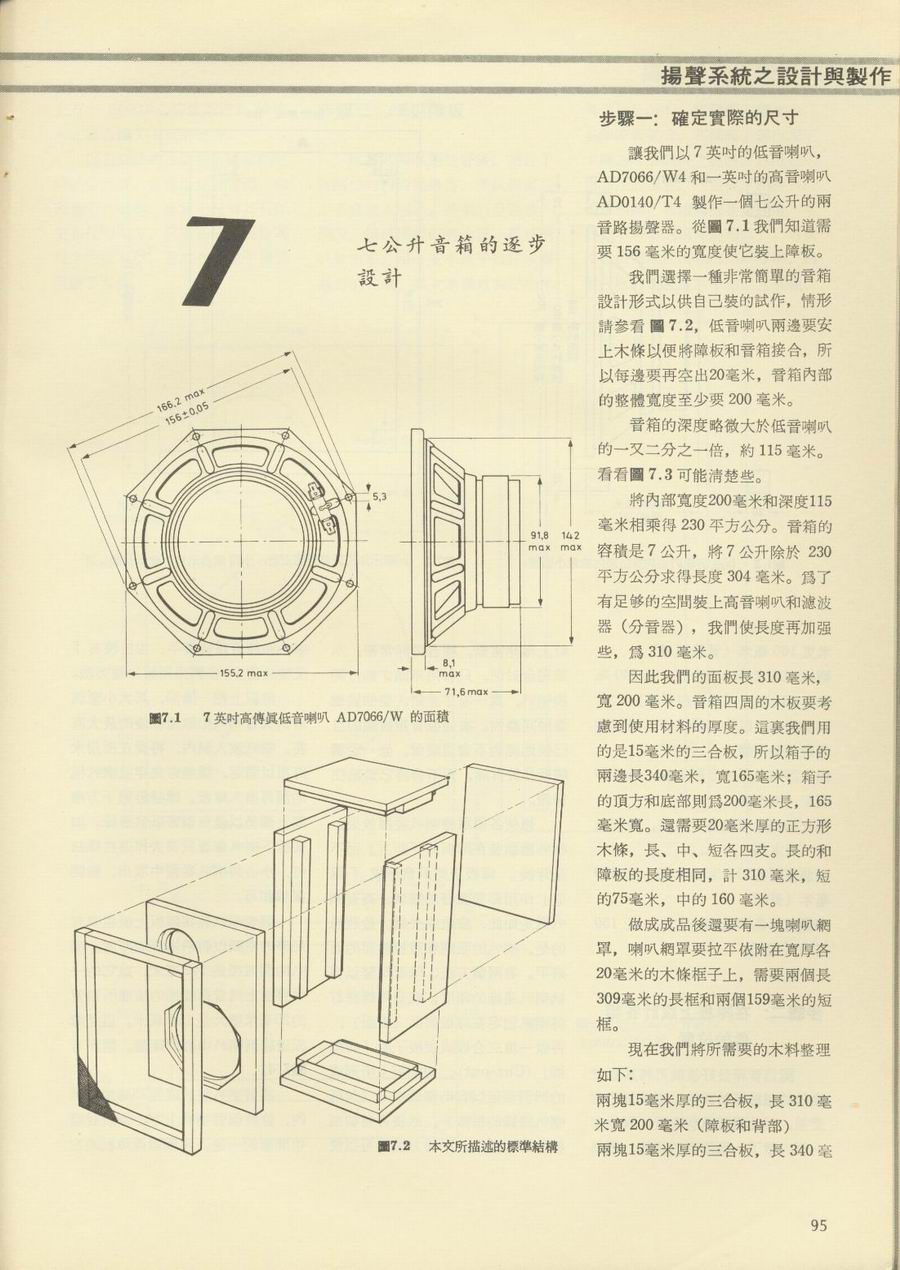 揚聲系統之設計與製作
7
七公升音箱的逐步
設計
166.2 max
156±0.05
5,3
91,8 max
142 max
155.2 max
8,1 max
71,6 max
圖7.1 7英吋高傳眞低音喇叭 AD7066/W 的面積
圖7.2 本文所描述的標準結構
步驟一：確定實際的尺寸
讓我們以7英吋的低音喇叭，
AD7066/W4 和一英吋的高音喇叭
AD0140/T4 製作一個七公升的兩
音路揚聲器。從圖7.1我們知道需
要 156 毫米的寬度使它裝上障板。
我們選擇一種非常簡單的音箱
設計形式以供自己裝的試作，情形
請參看圖7.2，低音喇叭兩邊要安
上木條以便將障板和音箱接合，所
以每邊要再空出20毫米，音箱內部
的整體寬度至少要 200 毫米。
音箱的深度略微大於低音喇叭
的一又二分之一倍，約 115 毫米。
看看圖7.3可能清楚些。
將內部寬度200毫米和深度115
毫米相乘得 230 平方公分。音箱的
容積是7公升，將7公升除於 230
平方公分求得長度 304 毫米。爲了
有足够的空間裝上高音喇叭和濾波
器（分音器），我們使長度再加强
些，爲 310 毫米。
因此我們的面板長 310 毫米，
寬 200 毫米。音箱四周的木板要考
慮到使用材料的厚度。這裏我們用
的是15毫米的三合板，所以箱子的
兩邊長340毫米，寬165毫米；箱子
的頂方和底部則爲200毫米長，165
毫米寬。還需要20毫米厚的正方形
木條，長、中、短各四支。長的和
障板的長度相同，計 310 毫米，短
的75毫米，中的 160 毫米。
做成成品後還要有一塊喇叭網
罩，喇叭網罩要拉平依附在寬厚各
20毫米的木條框子上，需要兩個長
309毫米的長框和兩個159毫米的短
框。
現在我們將所需要的木料整理
如下：
兩塊15毫米厚的三合板，長 310 毫
米寬 200 毫米（障板和背部）
兩塊15毫米厚的三合板，長 340 毫
95